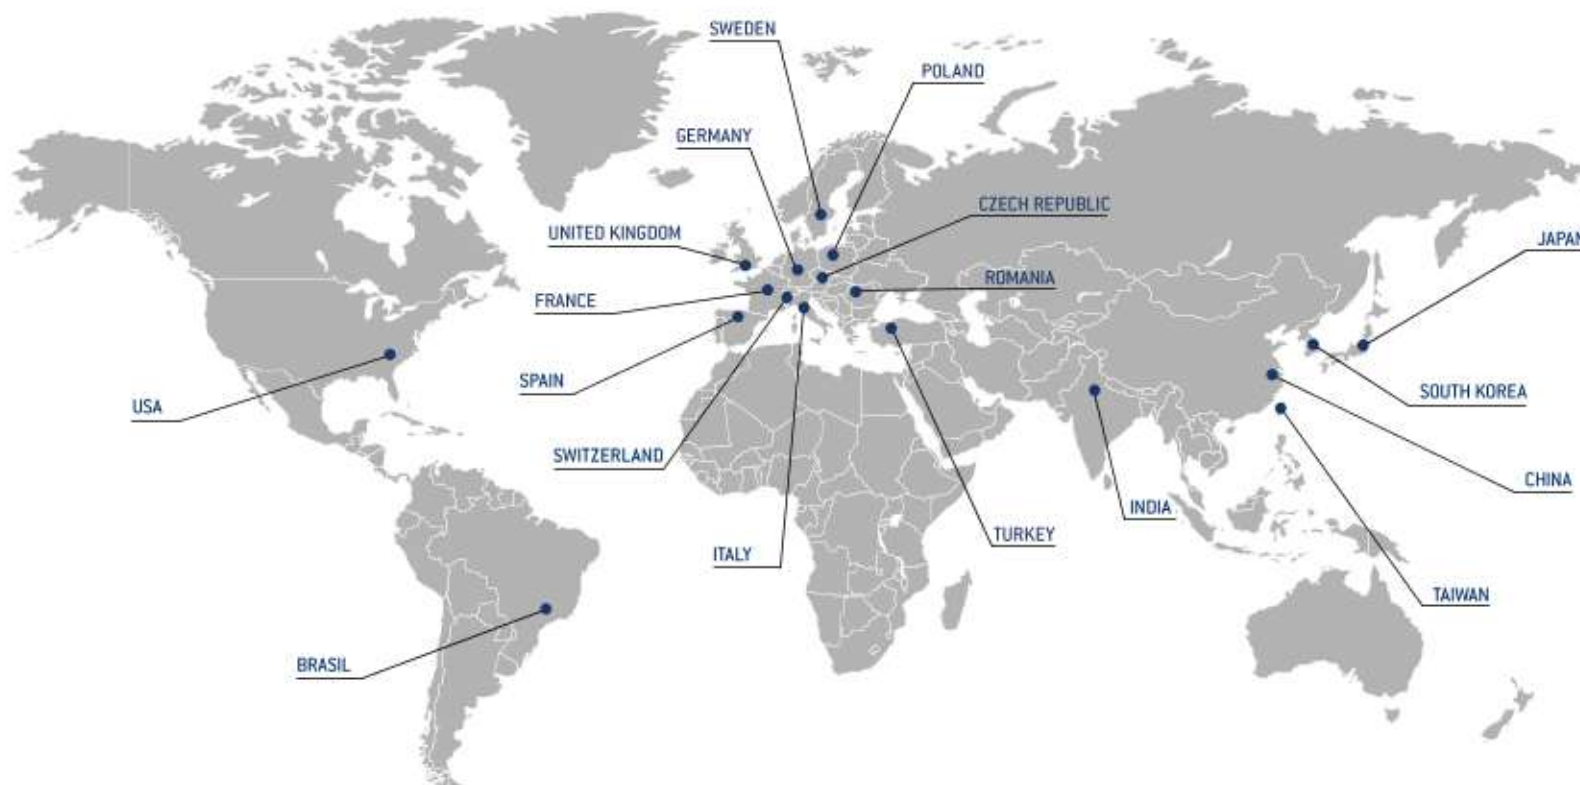 SWEDEN
POLAND
GERMANY
CZECH REPUBLIC
UNITED KINGDOM
JAPAN
ROMANIA
FRANCE
SPAIN
SOUTH KOREA
USA
SWITZERLAND
CHINA
INDIA
TURKEY
ITALY
TAIWAN
BRASIL